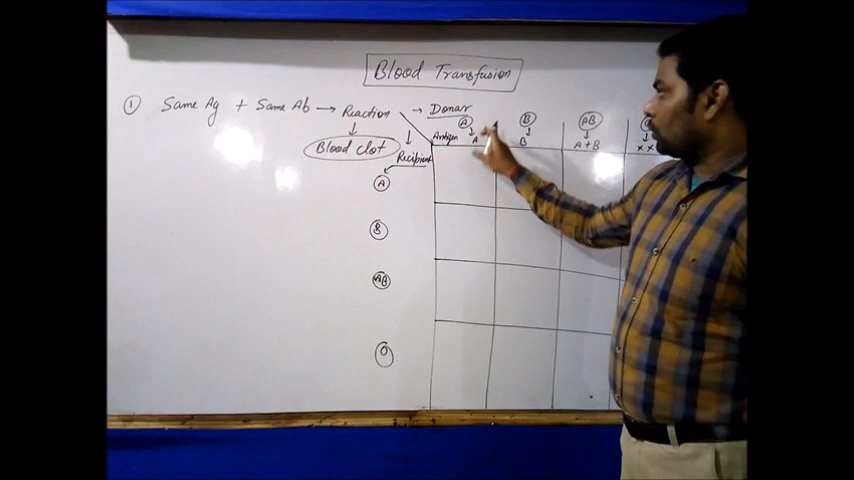 Blood Transfusion
① Same Ag + Same Ab → Reaction → Donar
↓ Blood clot
↓ Recipient
Antigen
Ⓐ ↓ A
Ⓑ ↓ B
AB ↓ A + B
↓ x x
A
B
AB
O